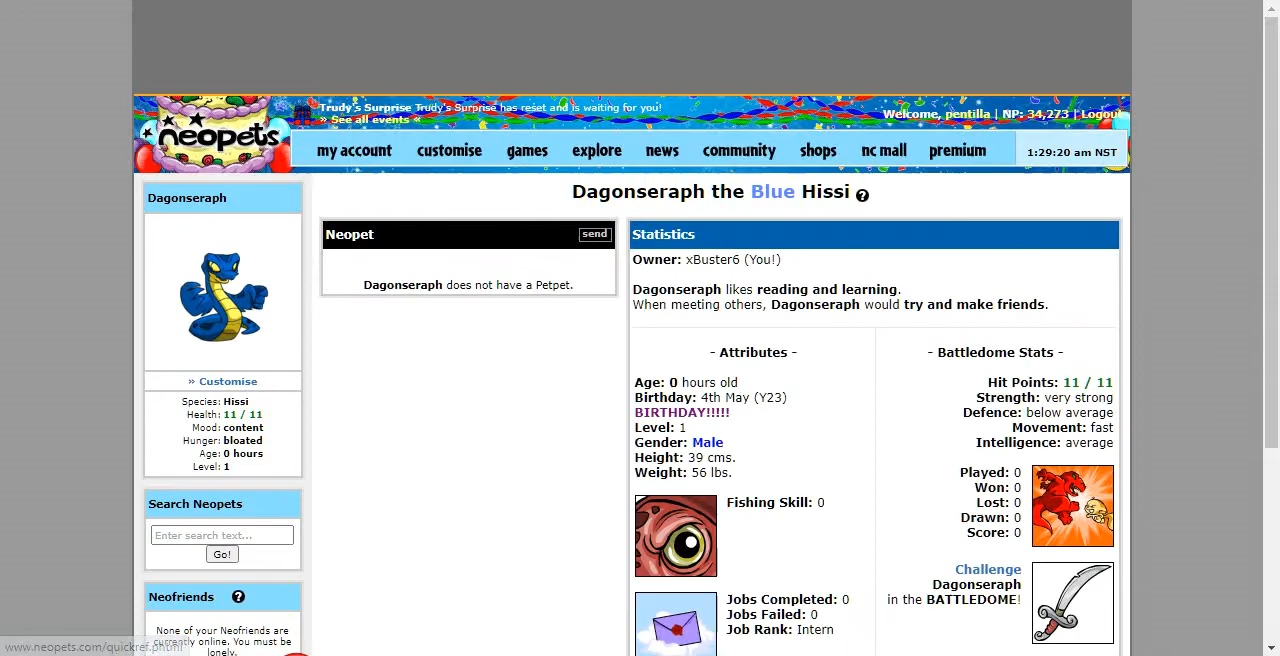 Trudy's Surprise Trudy's Surprise has reset and is waiting for you!
» See all events «
Welcome, pentilla | NP: 34,273 | Logout
neopets
my account customise games explore news community shops nc mall premium 1:29:20 am NST
Dagonseraph
» Customise
Species: Hissi
Health: 11 / 11
Mood: content
Hunger: bloated
Age: 0 hours
Level: 1
Search Neopets
Enter search text...
Go!
Neofriends ?
None of your Neofriends are
currently online. You must be
lonely.
www.neopets.com/quickref.phtml
Dagonseraph the Blue Hissi ?
Neopet send
Dagonseraph does not have a Petpet.
Statistics
Owner: xBuster6 (You!)
Dagonseraph likes reading and learning.
When meeting others, Dagonseraph would try and make friends.
- Attributes -
Age: 0 hours old
Birthday: 4th May (Y23)
BIRTHDAY!!!!!
Level: 1
Gender: Male
Height: 39 cms.
Weight: 56 lbs.
Fishing Skill: 0
Jobs Completed: 0
Jobs Failed: 0
Job Rank: Intern
- Battledome Stats -
Hit Points: 11 / 11
Strength: very strong
Defence: below average
Movement: fast
Intelligence: average
Played: 0
Won: 0
Lost: 0
Drawn: 0
Score: 0
Challenge
Dagonseraph
in the BATTLEDOME!